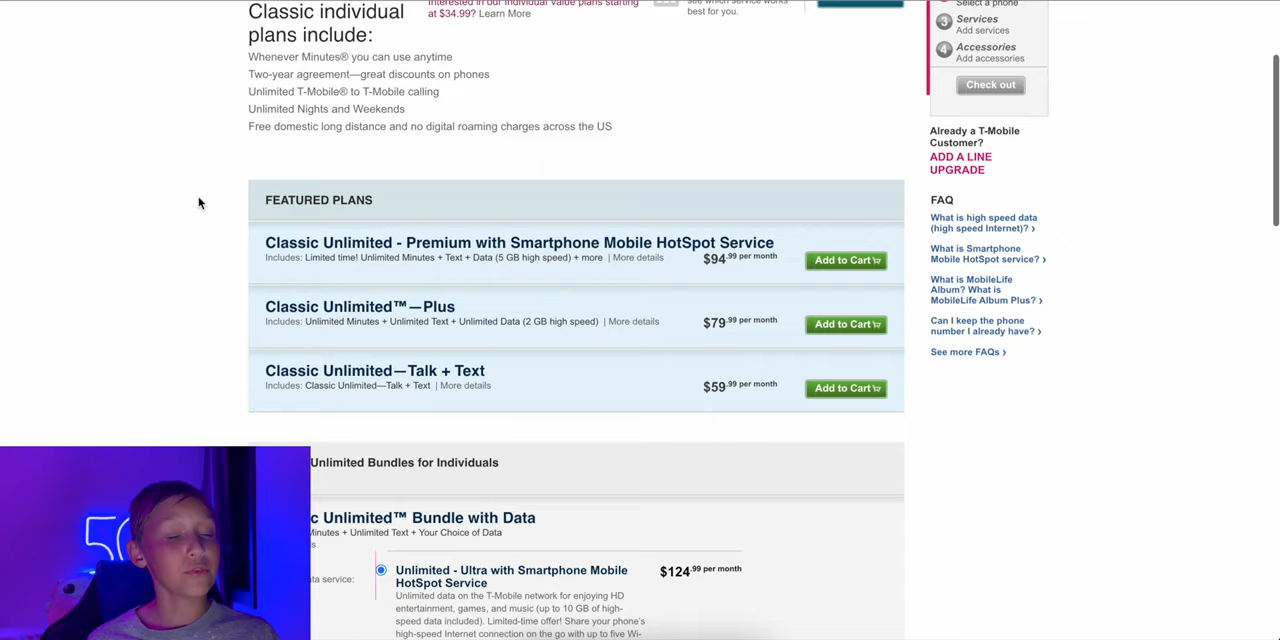 Classic individual
plans include:
Interested in our Individual Value plans starting
at $34.99? Learn More
see which service works
best for you.
Whenever Minutes® you can use anytime
Two-year agreement—great discounts on phones
Unlimited T-Mobile® to T-Mobile calling
Unlimited Nights and Weekends
Free domestic long distance and no digital roaming charges across the US
FEATURED PLANS
Classic Unlimited - Premium with Smartphone Mobile HotSpot Service
Includes: Limited time! Unlimited Minutes + Text + Data (5 GB high speed) + more | More details
$94.99 per month
Add to Cart
Classic Unlimited™—Plus
Includes: Unlimited Minutes + Unlimited Text + Unlimited Data (2 GB high speed) | More details
$79.99 per month
Add to Cart
Classic Unlimited—Talk + Text
Includes: Classic Unlimited—Talk + Text | More details
$59.99 per month
Add to Cart
Unlimited Bundles for Individuals
c Unlimited™ Bundle with Data
Minutes + Unlimited Text + Your Choice of Data
ata service:
Unlimited - Ultra with Smartphone Mobile
HotSpot Service
$124.99 per month
Unlimited data on the T-Mobile network for enjoying HD
entertainment, games, and music (up to 10 GB of high-
speed data included). Limited-time offer! Share your phone's
high-speed Internet connection on the go with up to five Wi-
Select a phone
3 Services
Add services
4 Accessories
Add accessories
Check out
Already a T-Mobile
Customer?
ADD A LINE
UPGRADE
FAQ
What is high speed data
(high speed Internet)? ›
What is Smartphone
Mobile HotSpot service? ›
What is MobileLife
Album? What is
MobileLife Album Plus? ›
Can I keep the phone
number I already have? ›
See more FAQs ›